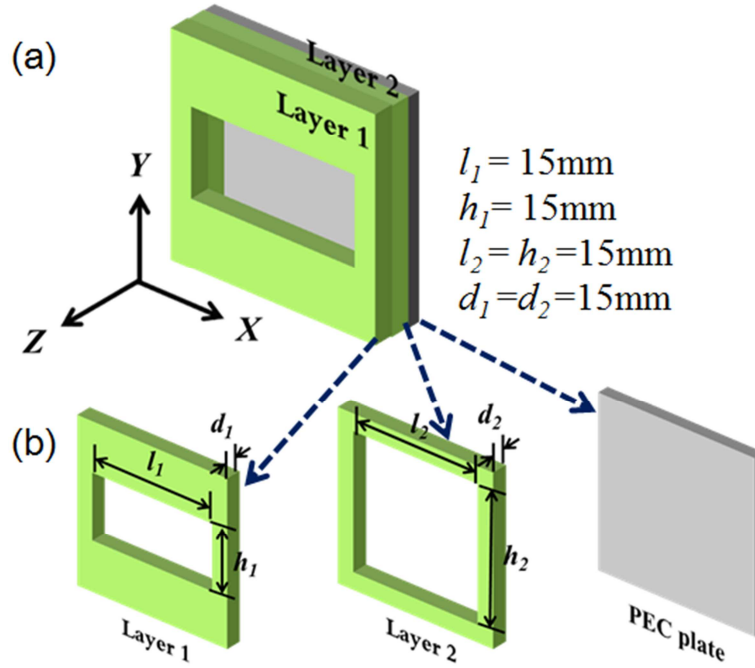 (a)
Layer 2
Layer 1
Y
Z
X
l₁ = 15mm
h₁= 15mm
l₂ = h₂ =15mm
d₁ =d₂=15mm
(b)
d₁
l₁
h₁
Layer 1
d₂
l₂
h₂
Layer 2
PEC plate